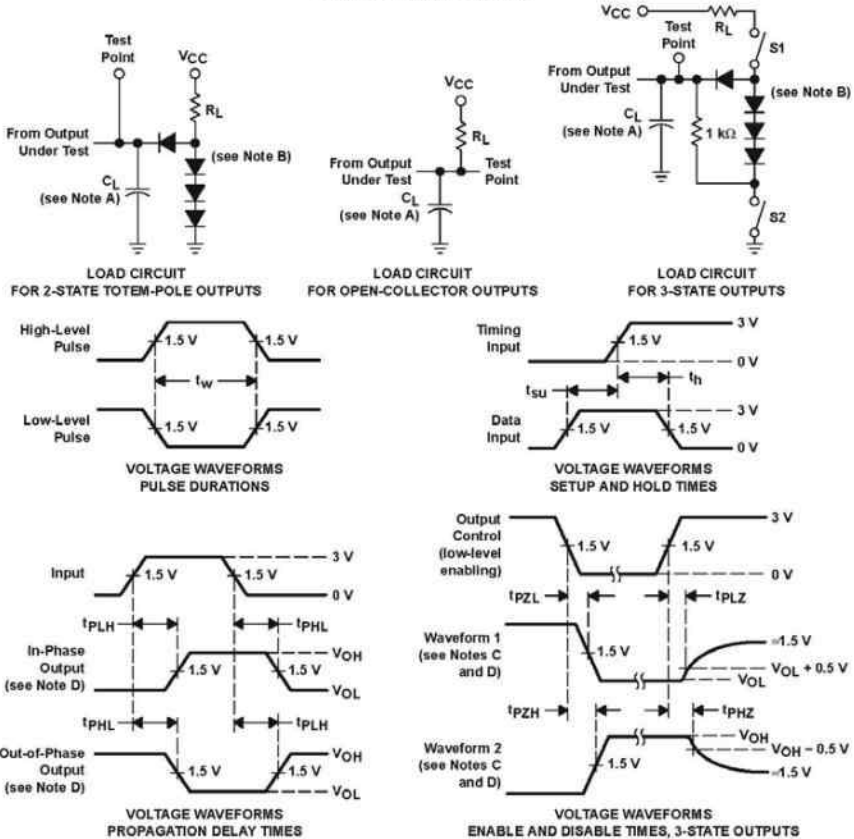 Test
Point
VCC
RL
From Output
Under Test
CL
(see Note A)
(see Note B)
LOAD CIRCUIT
FOR 2-STATE TOTEM-POLE OUTPUTS
VCC
RL
From Output
Under Test
Test
Point
CL
(see Note A)
LOAD CIRCUIT
FOR OPEN-COLLECTOR OUTPUTS
VCC
RL
Test
Point
S1
From Output
Under Test
(see Note B)
CL
(see Note A)
1 kΩ
S2
LOAD CIRCUIT
FOR 3-STATE OUTPUTS
High-Level
Pulse
1.5 V
1.5 V
tw
Low-Level
Pulse
1.5 V
1.5 V
VOLTAGE WAVEFORMS
PULSE DURATIONS
Timing
Input
1.5 V
3 V
0 V
tsu
th
Data
Input
1.5 V
1.5 V
3 V
0 V
VOLTAGE WAVEFORMS
SETUP AND HOLD TIMES
Input
1.5 V
1.5 V
3 V
0 V
tPLH
tPHL
In-Phase
Output
(see Note D)
1.5 V
1.5 V
VOH
VOL
tPHL
tPLH
Out-of-Phase
Output
(see Note D)
1.5 V
1.5 V
VOH
VOL
VOLTAGE WAVEFORMS
PROPAGATION DELAY TIMES
Output
Control
(low-level
enabling)
1.5 V
1.5 V
3 V
0 V
tPZL
tPLZ
Waveform 1
(see Notes C
and D)
1.5 V
≈1.5 V
VOL + 0.5 V
VOL
tPZH
tPHZ
Waveform 2
(see Notes C
and D)
1.5 V
VOH
VOH – 0.5 V
≈1.5 V
VOLTAGE WAVEFORMS
ENABLE AND DISABLE TIMES, 3-STATE OUTPUTS